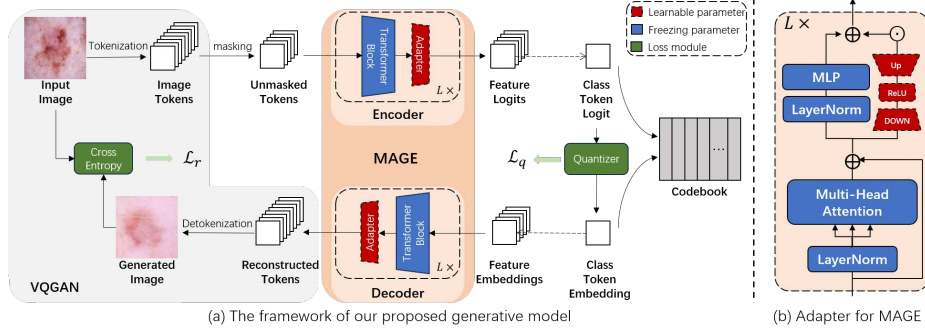 Input
Image
Tokenization
Image
Tokens
masking
Unmasked
Tokens
Transformer
Block
Adapter
L ×
Encoder
MAGE
Feature
Logits
Class
Token
Logit
Learnable parameter
Freezing parameter
Loss module
Cross
Entropy
ℒr
ℒq
Quantizer
...
Codebook
Generated
Image
Detokenization
Reconstructed
Tokens
Adapter
Transformer
Block
L ×
Decoder
Feature
Embeddings
Class
Token
Embedding
VQGAN
(a) The framework of our proposed generative model
L ×
Up
ReLU
DOWN
MLP
LayerNorm
Multi-Head
Attention
LayerNorm
(b) Adapter for MAGE